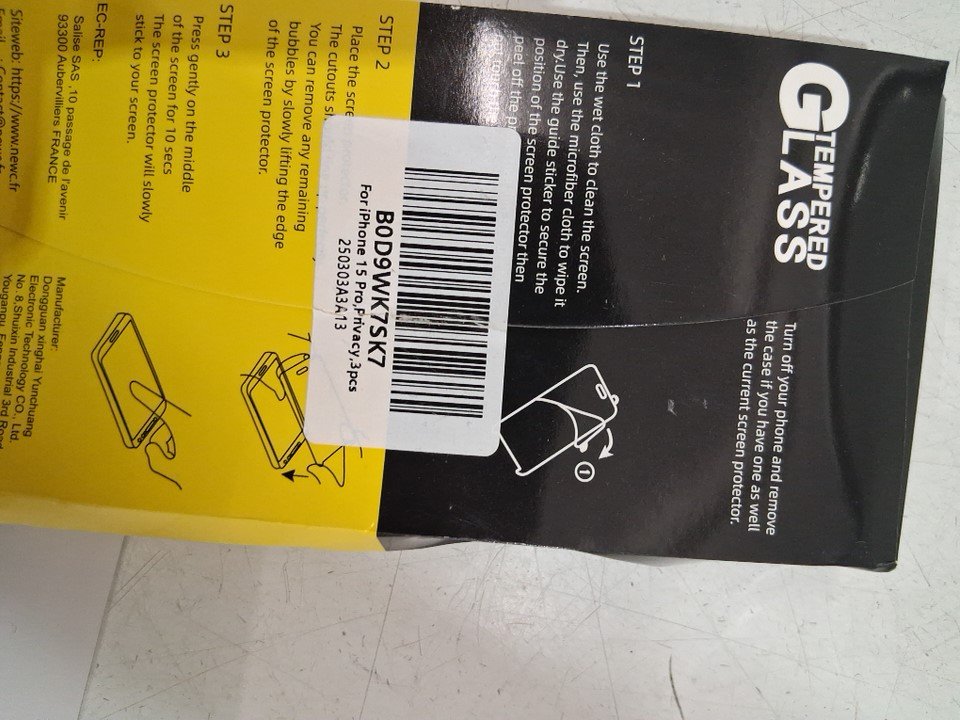 TEMPERED
GLASS
Turn off your phone and remove
the case if you have one as well
as the current screen protector.
STEP 1
Use the wet cloth to clean the screen.
Then, use the microfiber cloth to wipe it
dry.Use the guide sticker to secure the
position of the screen protector then
peel off the
1
B0D9WK7SK7
For iPhone 15 Pro,Privacy,3pcs
250303A3A13
STEP 2
Place the
The cutouts
You can remove any remaining
bubbles by slowly lifting the edge
of the screen protector.
STEP 3
Press gently on the middle
of the screen for 10 secs
The screen protector will slowly
stick to your screen.
EC-REP:
Salise SAS ,10 passage de l'avenir
93300 Aubervilliers FRANCE
Siteweb: https://www.newc.fr
Manufacturer:
Dongguan xinghai Yunchuang
Electronic Technology CO., Ltd.
No. 8,Shuixin Industrial 3rd Road